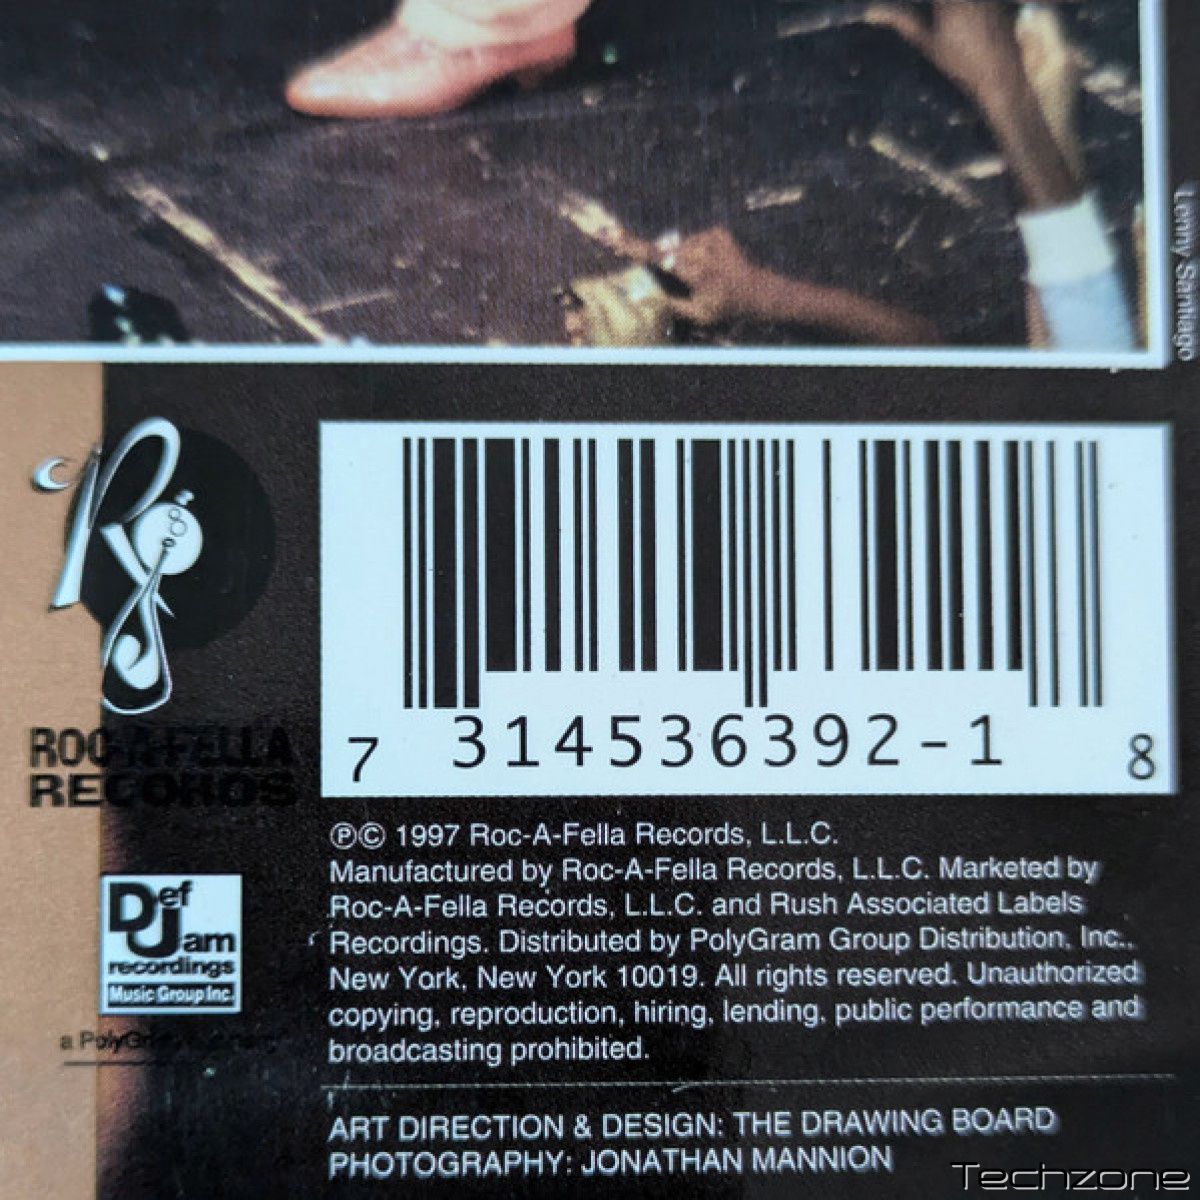 Lenny Santiago
7 314536392-1 8
ROC-A-FELLA
RECORDS
Def
Jam
recordings
Music Group Inc.
a
℗© 1997 Roc-A-Fella Records, L.L.C.
Manufactured by Roc-A-Fella Records, L.L.C. Marketed by
Roc-A-Fella Records, L.L.C. and Rush Associated Labels
Recordings. Distributed by PolyGram Group Distribution, Inc.,
New York, New York 10019. All rights reserved. Unauthorized
copying, reproduction, hiring, lending, public performance and
broadcasting prohibited.
ART DIRECTION & DESIGN: THE DRAWING BOARD
PHOTOGRAPHY: JONATHAN MANNION
Techzone